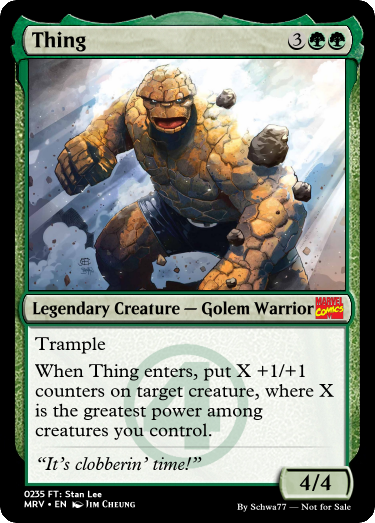 Thing 3
MARVEL
COMICS
Legendary Creature — Golem Warrior
Trample
When Thing enters, put X +1/+1
counters on target creature, where X
is the greatest power among
creatures you control.
“It’s clobberin’ time!”
4/4
0235 FT: Stan Lee
MRV • EN Jim Cheung
By Schwa77 — Not for Sale